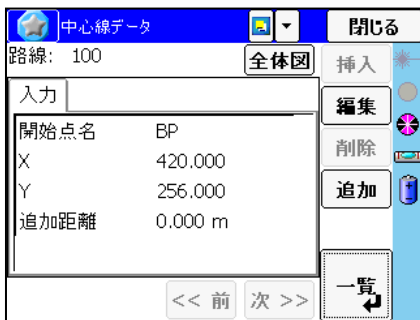 中心線データ
閉じる
路線: 100
全体図
挿入
入力
編集
開始点名 BP
削除
X 420.000
Y 256.000
追加
追加距離 0.000 m
<< 前
次 >>
一覧